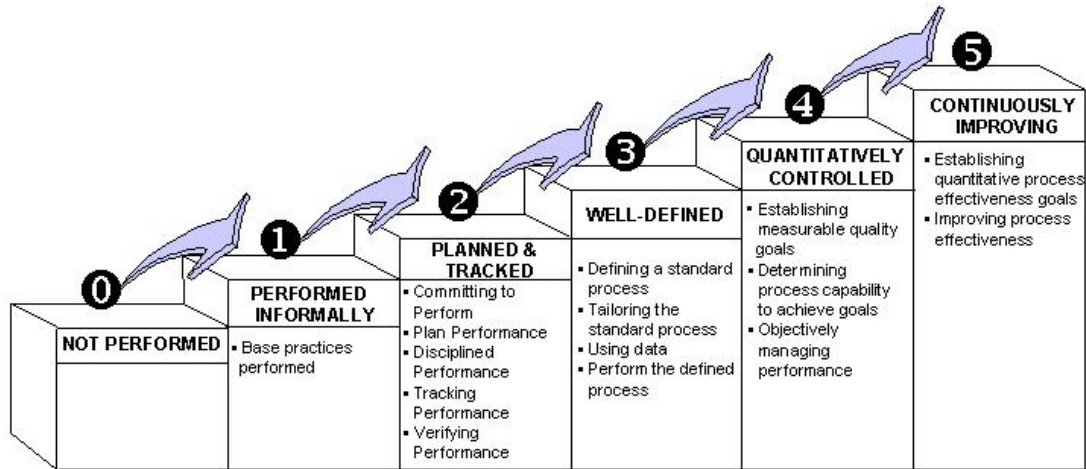 0
NOT PERFORMED
1
PERFORMED
INFORMALLY
▪ Base practices
performed
2
PLANNED &
TRACKED
▪ Committing to
Perform
▪ Plan Performance
▪ Disciplined
Performance
▪ Tracking
Performance
▪ Verifying
Performance
3
WELL-DEFINED
▪ Defining a standard
process
▪ Tailoring the
standard process
▪ Using data
▪ Perform the defined
process
4
QUANTITATIVELY
CONTROLLED
▪ Establishing
measurable quality
goals
▪ Determining
process capability
to achieve goals
▪ Objectively
managing
performance
5
CONTINUOUSLY
IMPROVING
▪ Establishing
quantitative process
effectiveness goals
▪ Improving process
effectiveness